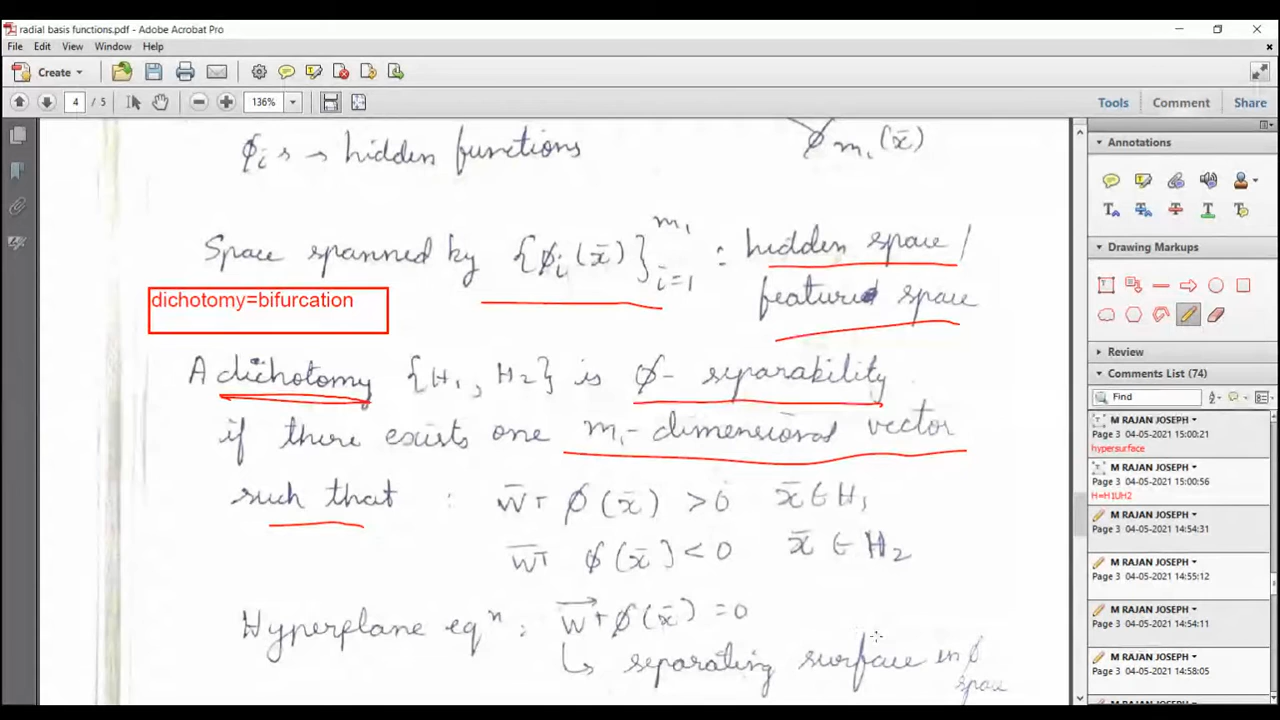 radial basis functions.pdf - Adobe Acrobat Pro
File Edit View Window Help
Create
4 / 5 136% Tools Comment Share
ϕi s → hidden functions
ϕm₁(x̄)
Space spanned by {ϕi(x̄)} m₁ i=1 : hidden space /
feature space
dichotomy=bifurcation
A dichotomy {H₁, H₂} is ϕ- separability
if there exists one m₁- dimensional vector
such that : w̄ᵀ ϕ(x̄) >0 x̄ ∈ H₁
w̄ᵀ ϕ(x̄) <0 x̄ ∈ H₂
Hyperplane eqⁿ : w⃗ᵀϕ(x̄) =0
↳ separating surface in ϕ
space
Annotations
Drawing Markups
Review
Comments List (74)
Find
M RAJAN JOSEPH
Page 3 04-05-2021 15:00:21
hypersurface
M RAJAN JOSEPH
Page 3 04-05-2021 15:00:56
H=H1UH2
M RAJAN JOSEPH
Page 3 04-05-2021 14:54:31
M RAJAN JOSEPH
Page 3 04-05-2021 14:55:12
M RAJAN JOSEPH
Page 3 04-05-2021 14:54:11
M RAJAN JOSEPH
Page 3 04-05-2021 14:58:05